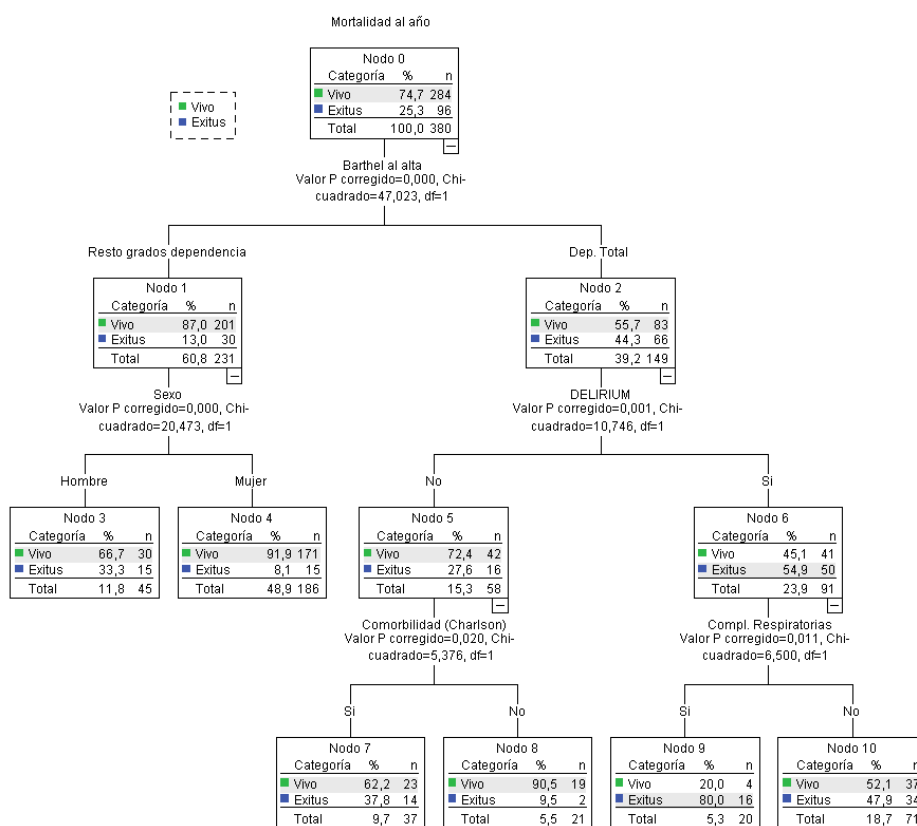 Mortalidad al año
Nodo 0
Categoría % n
Vivo 74,7 284
Exitus 25,3 96
Total 100,0 380
Vivo
Exitus
Barthel al alta
Valor P corregido=0,000, Chi-
cuadrado=47,023, df=1
Resto grados dependencia
Dep. Total
Nodo 1
Categoría % n
Vivo 87,0 201
Exitus 13,0 30
Total 60,8 231
Nodo 2
Categoría % n
Vivo 55,7 83
Exitus 44,3 66
Total 39,2 149
Sexo
Valor P corregido=0,000, Chi-
cuadrado=20,473, df=1
DELIRIUM
Valor P corregido=0,001, Chi-
cuadrado=10,746, df=1
Hombre
Mujer
No
Si
Nodo 3
Categoría % n
Vivo 66,7 30
Exitus 33,3 15
Total 11,8 45
Nodo 4
Categoría % n
Vivo 91,9 171
Exitus 8,1 15
Total 48,9 186
Nodo 5
Categoría % n
Vivo 72,4 42
Exitus 27,6 16
Total 15,3 58
Nodo 6
Categoría % n
Vivo 45,1 41
Exitus 54,9 50
Total 23,9 91
Comorbilidad (Charlson)
Valor P corregido=0,020, Chi-
cuadrado=5,376, df=1
Compl. Respiratorias
Valor P corregido=0,011, Chi-
cuadrado=6,500, df=1
Si
No
Si
No
Nodo 7
Categoría % n
Vivo 62,2 23
Exitus 37,8 14
Total 9,7 37
Nodo 8
Categoría % n
Vivo 90,5 19
Exitus 9,5 2
Total 5,5 21
Nodo 9
Categoría % n
Vivo 20,0 4
Exitus 80,0 16
Total 5,3 20
Nodo 10
Categoría % n
Vivo 52,1 37
Exitus 47,9 34
Total 18,7 71